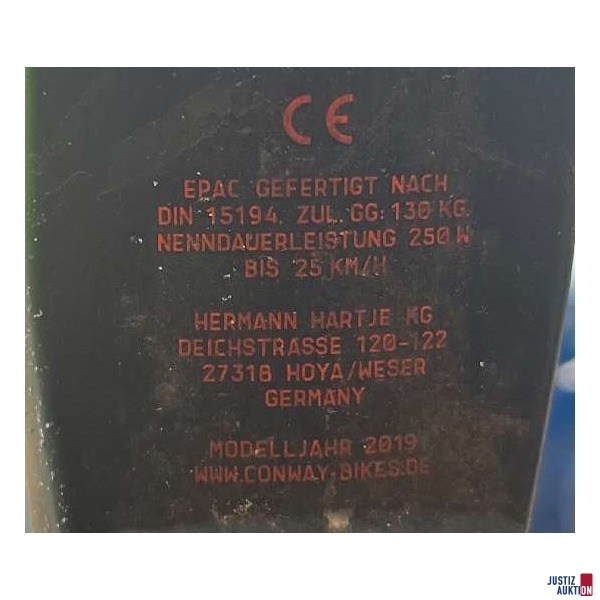 CE
EPAC GEFERTIGT NACH
DIN 15194. ZUL. GG: 130 KG.
NENNDAUERLEISTUNG 250 W
BIS 25 KM/H
HERMANN HARTJE KG
DEICHSTRASSE 120-122
27318 HOYA/WESER
GERMANY
MODELLJAHR 2019
WWW.CONWAY-BIKES.DE
JUSTIZ
AUKTION